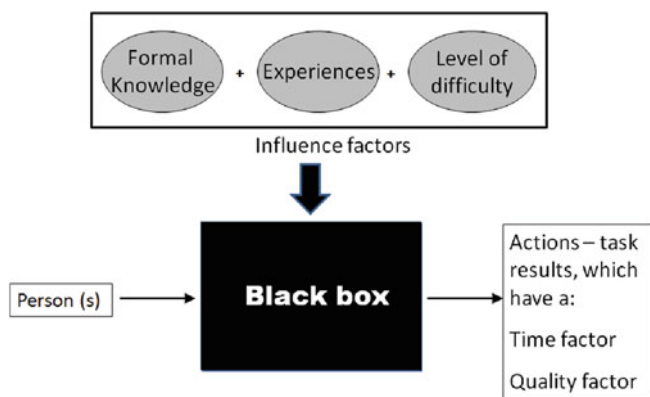 Formal
Knowledge
+
Experiences
+
Level of
difficulty
Influence factors
Person (s)
Black box
Actions – task
results, which
have a:
Time factor
Quality factor